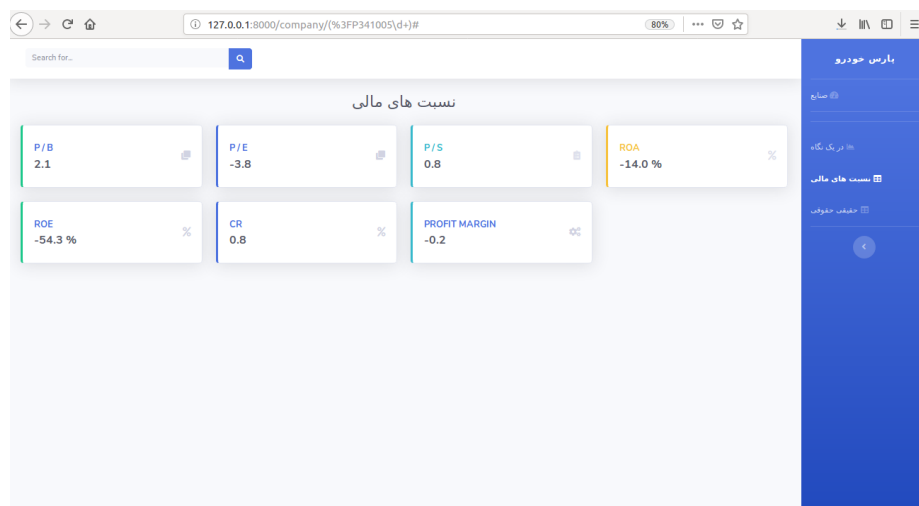 127.0.0.1:8000/company/(%3FP341005\d+)#
80%
Search for...
پارس خودرو
صنایع
در یک نگاه
نسبت های مالی
حقیقی حقوقی
نسبت های مالی
P / B
2.1
P / E
-3.8
P / S
0.8
ROA
-14.0 %
ROE
-54.3 %
CR
0.8
PROFIT MARGIN
-0.2